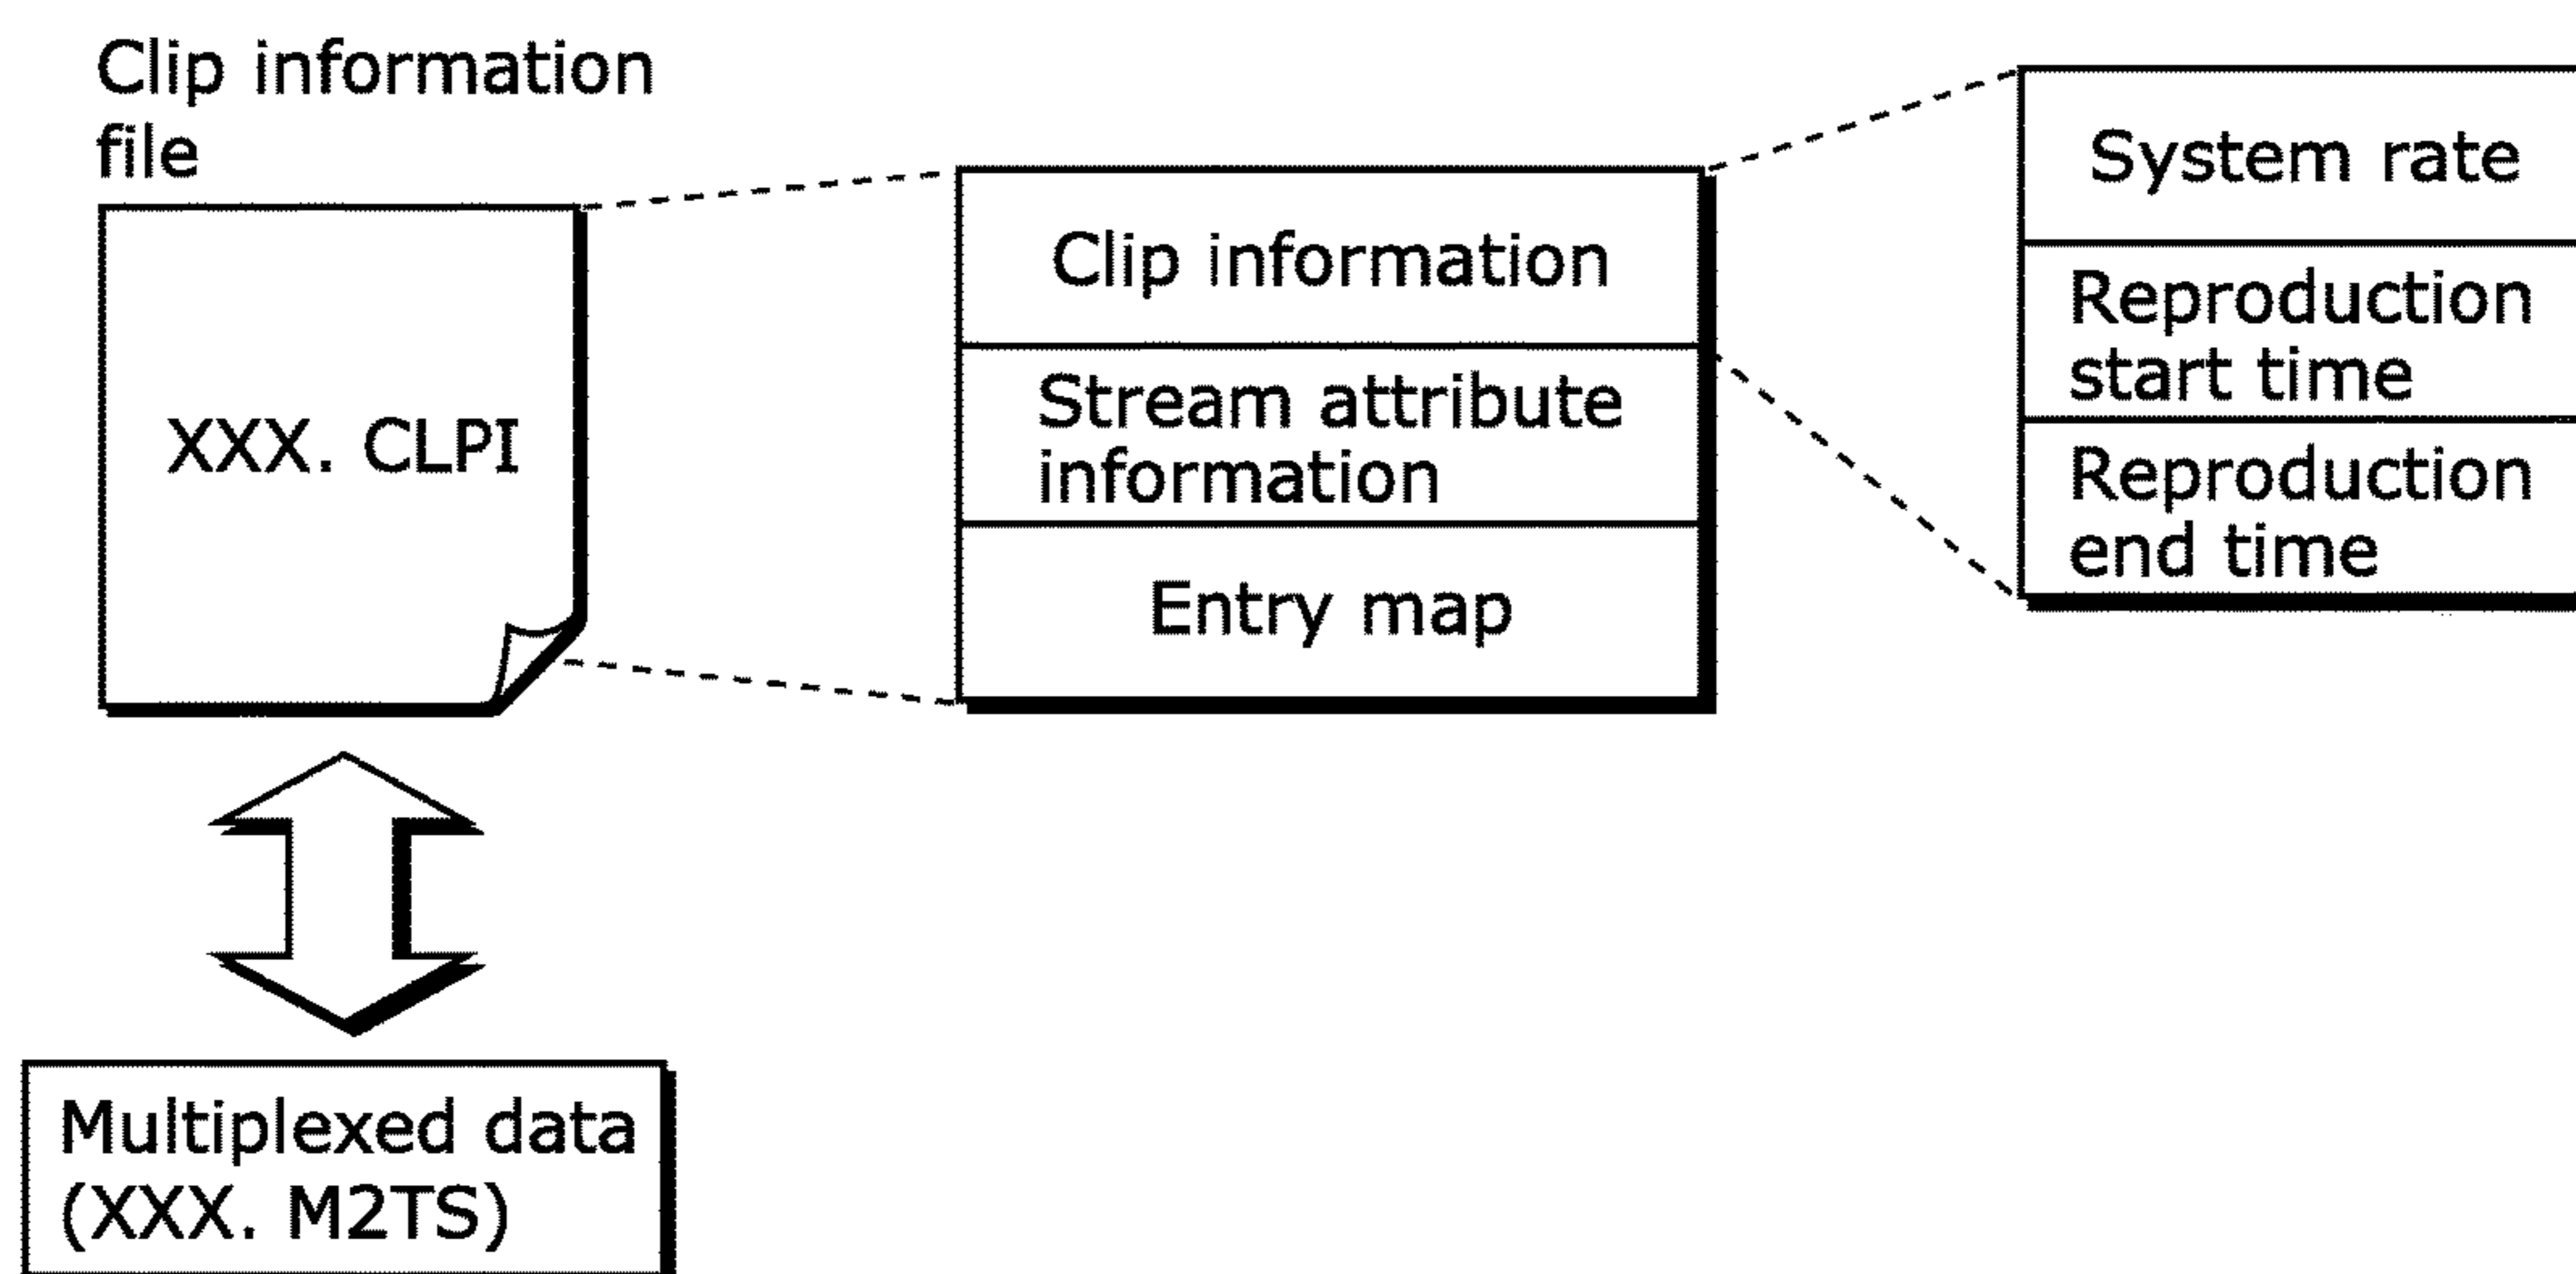 Clip information
file
XXX. CLPI
Clip information
Stream attribute
information
Entry map
System rate
Reproduction
start time
Reproduction
end time
Multiplexed data
(XXX. M2TS)